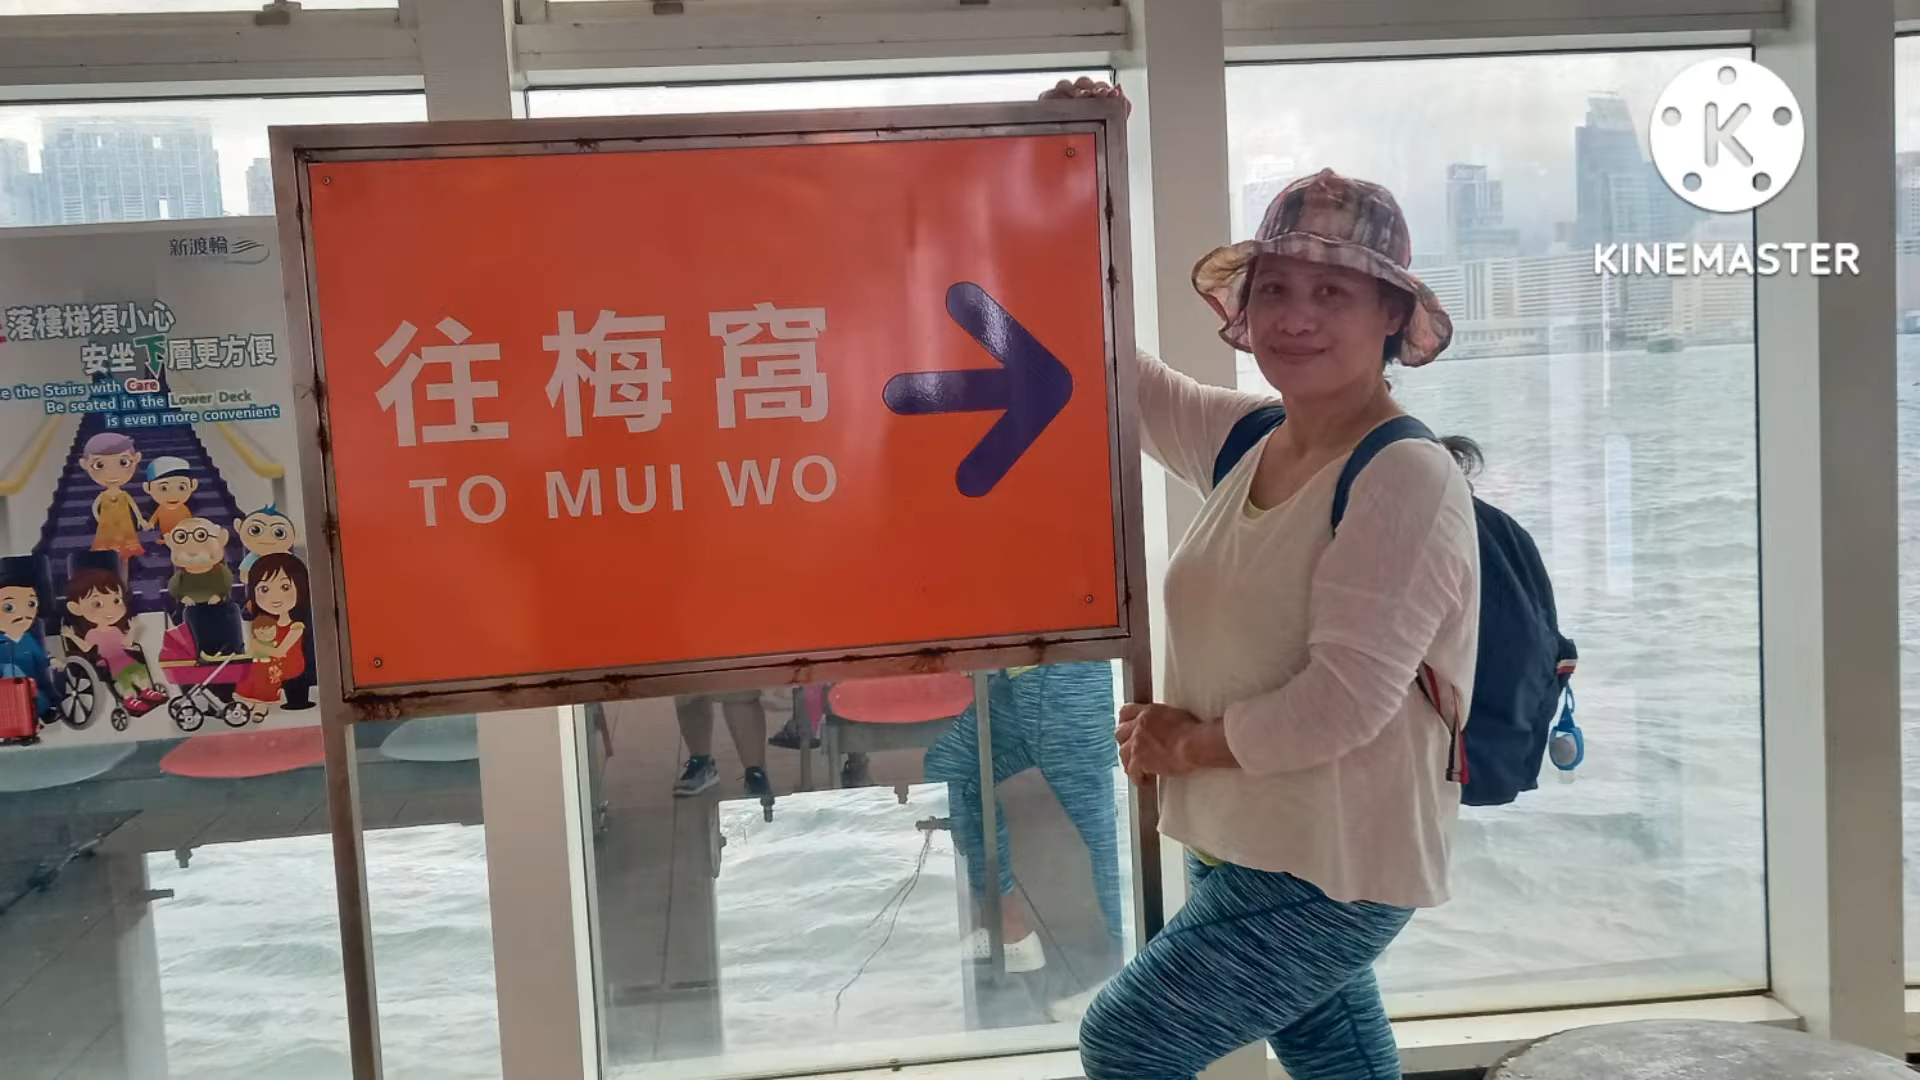 新渡輪
落樓梯須小心
安坐下層更方便
the Stairs with Care
Be seated in the Lower Deck
is even more convenient
往梅窩
TO MUI WO
K
KINEMASTER